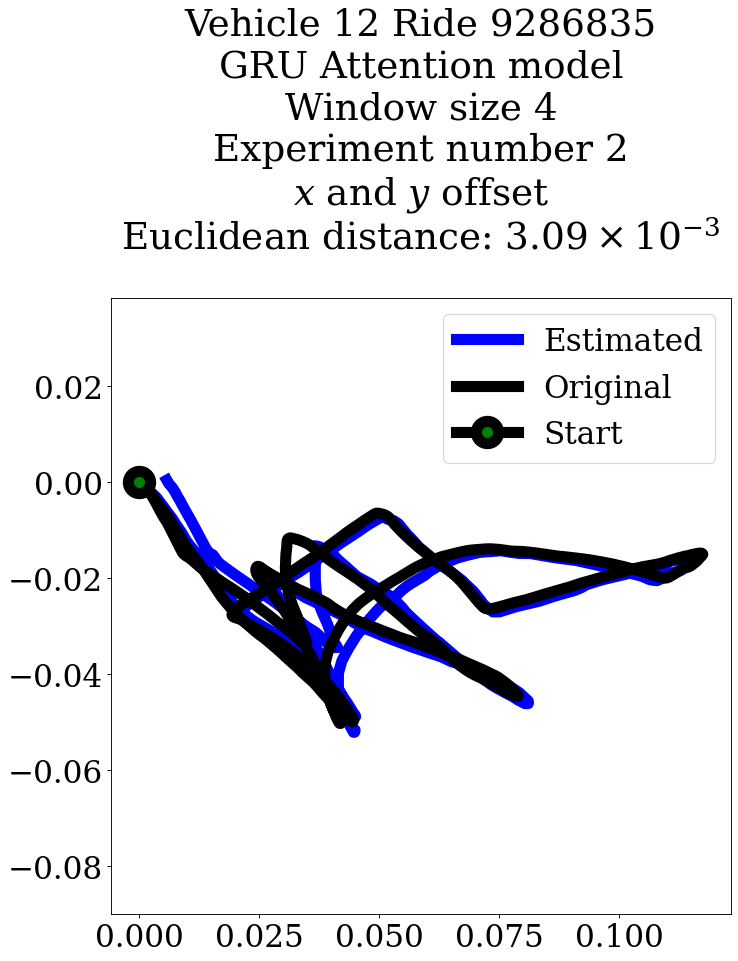 Vehicle 12 Ride 9286835
GRU Attention model
Window size 4
Experiment number 2
x and y offset
Euclidean distance: 3.09 × 10⁻³
Estimated
Original
Start
0.02
0.00
−0.02
−0.04
−0.06
−0.08
0.000 0.025 0.050 0.075 0.100